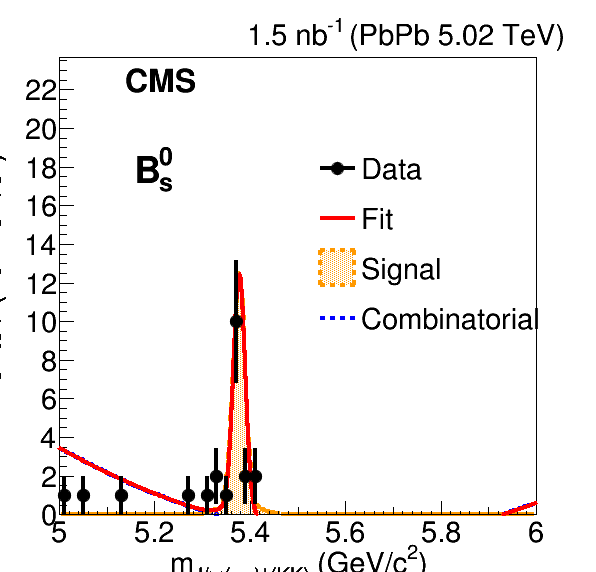 1.5 nb-1 (PbPb 5.02 TeV)
CMS
B0s
Data
Fit
Signal
Combinatorial
22
20
18
16
14
12
10
8
6
4
2
0
5 5.2 5.4 5.6 5.8 6
(GeV/c2)